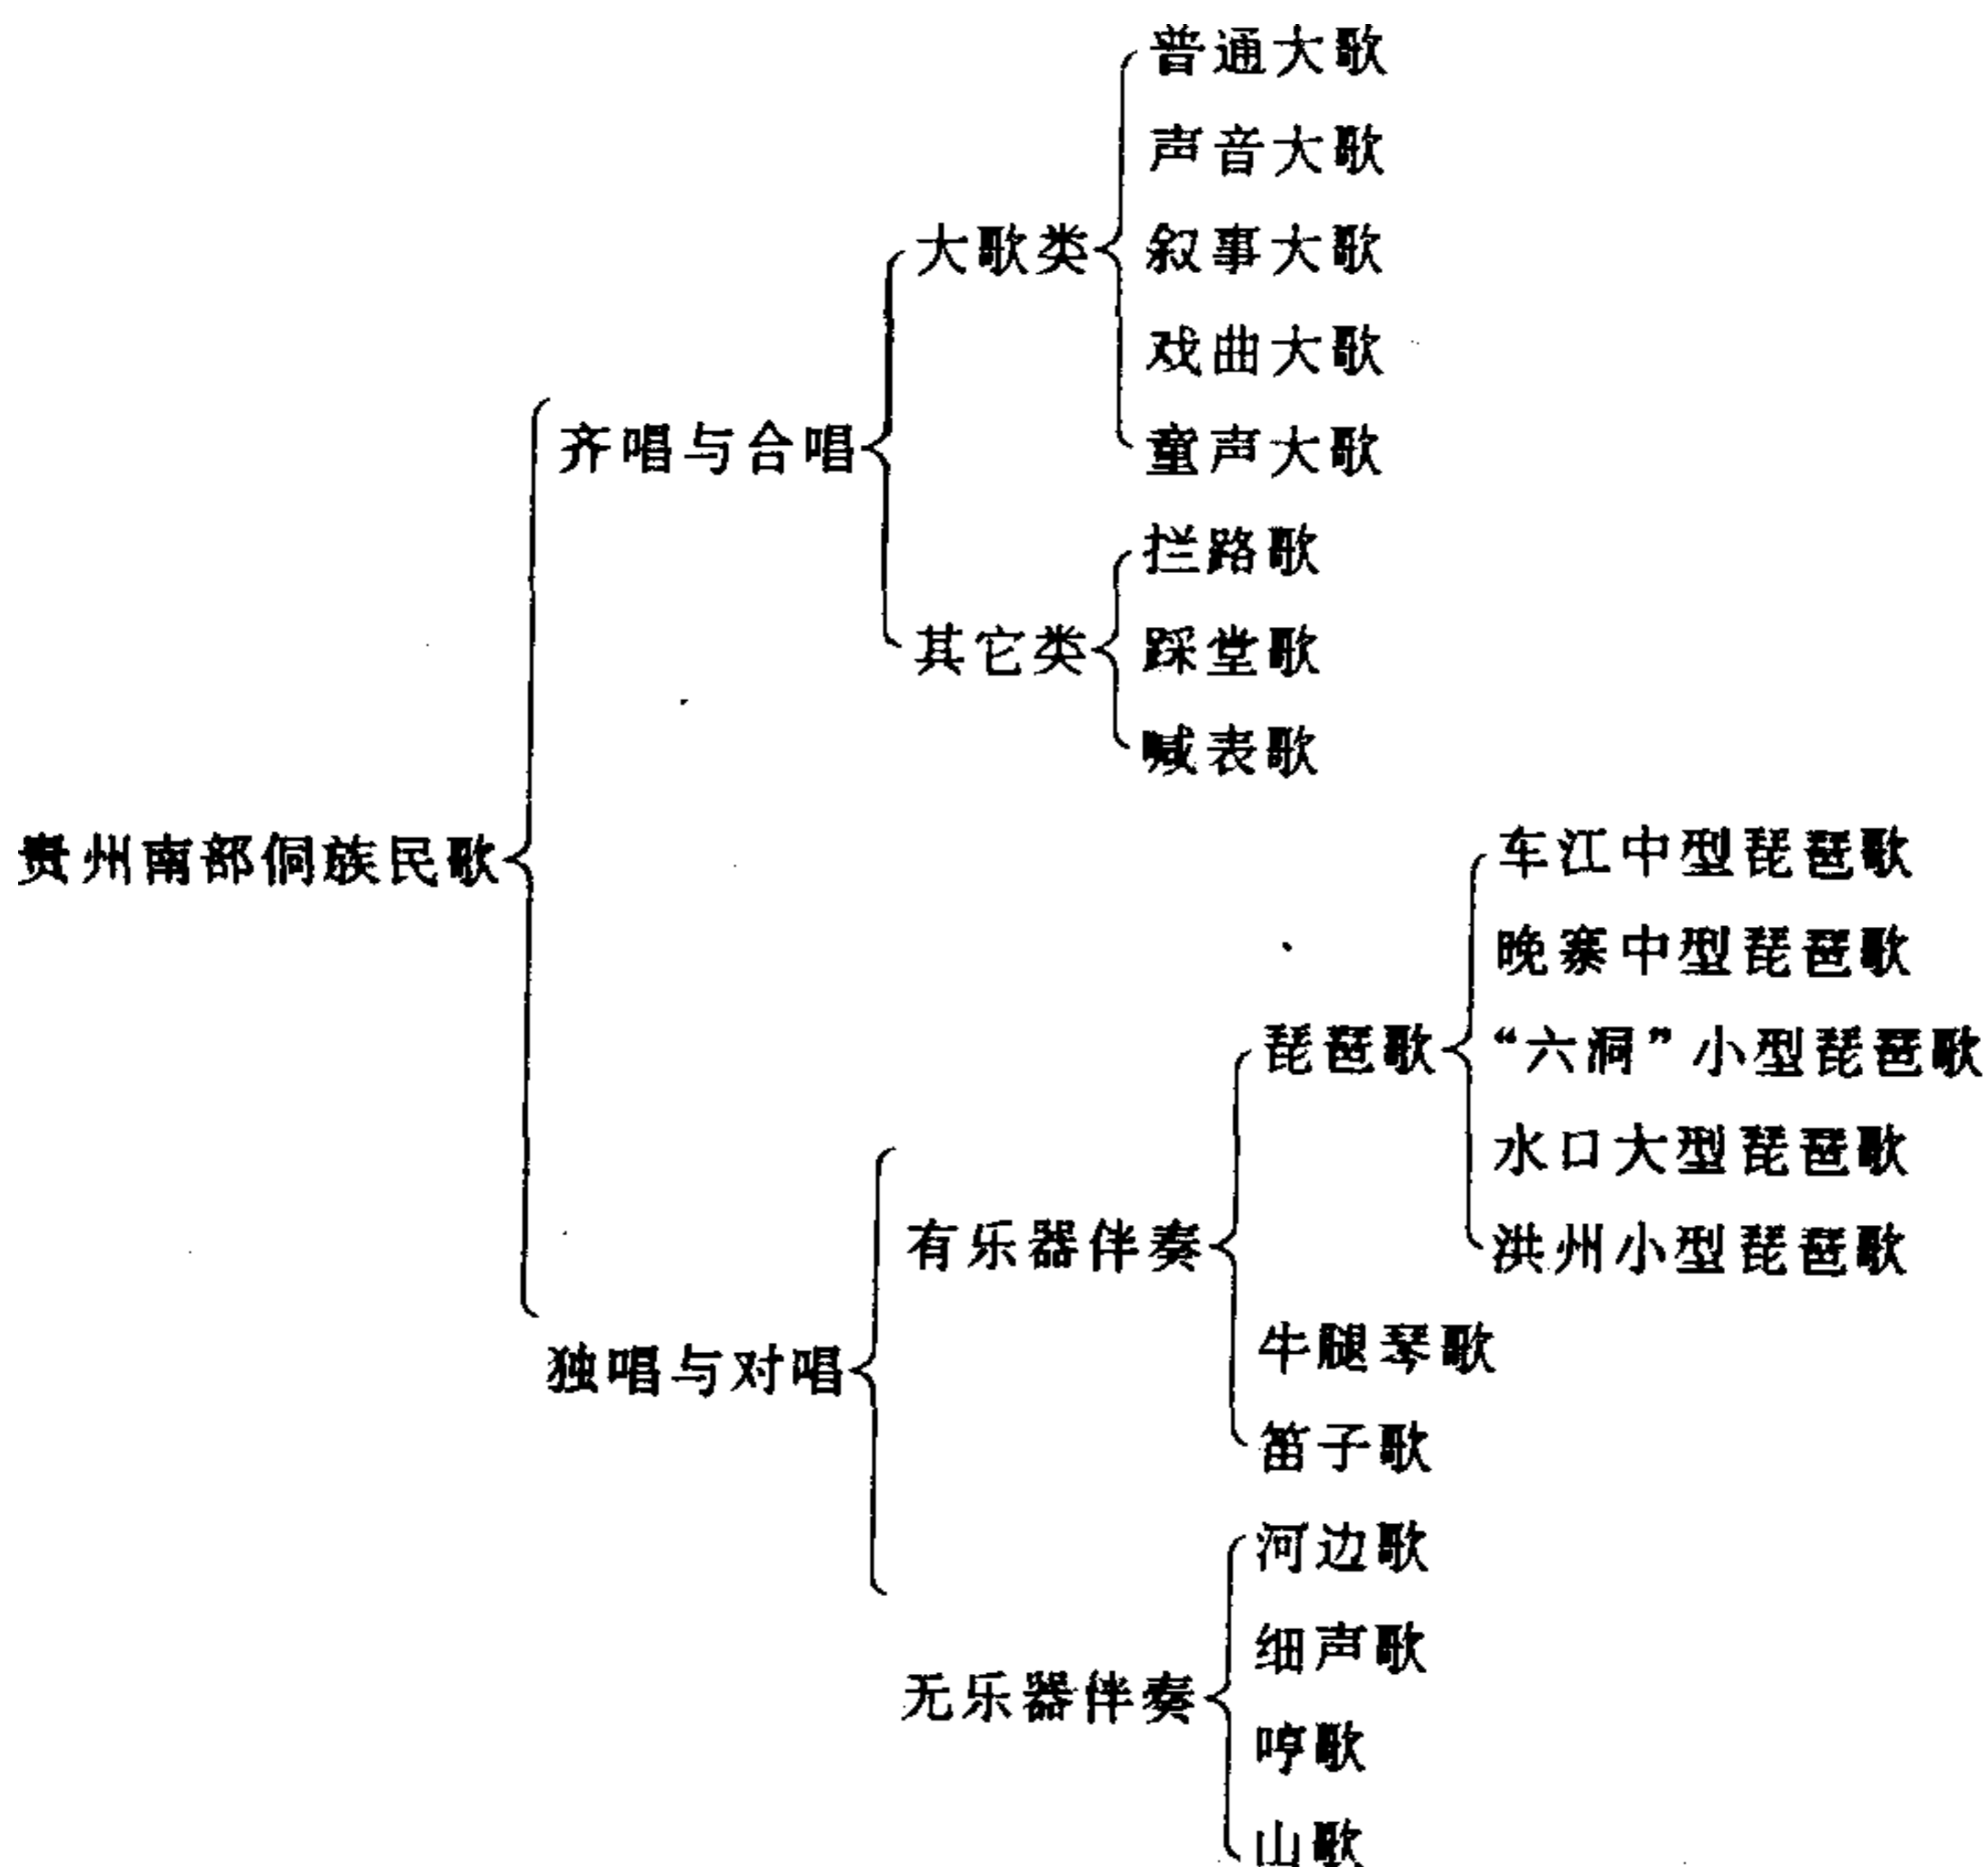 普通大歌
声音大歌
大歌类
叙事大歌
戏曲大歌
齐唱与合唱
童声大歌
拦路歌
其它类
踩堂歌
喊表歌
贵州南部侗族民歌
车江中型琵琶歌
晚寨中型琵琶歌
琵琶歌
“六洞”小型琵琶歌
水口大型琵琶歌
有乐器伴奏
洪州小型琵琶歌
独唱与对唱
牛腿琴歌
笛子歌
河边歌
细声歌
无乐器伴奏
哼歌
山歌